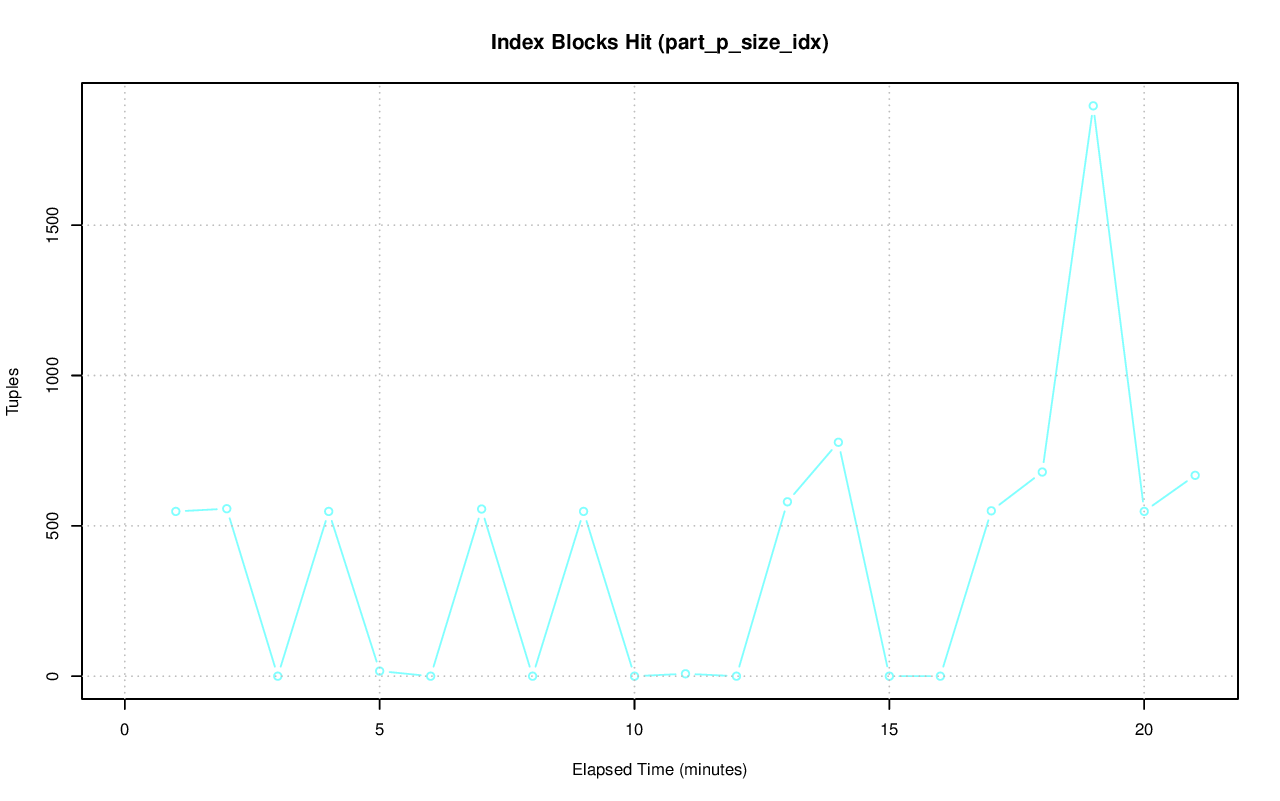 Index Blocks Hit (part_p_size_idx)
Tuples
1500
1000
500
0
0 5 10 15 20
Elapsed Time (minutes)